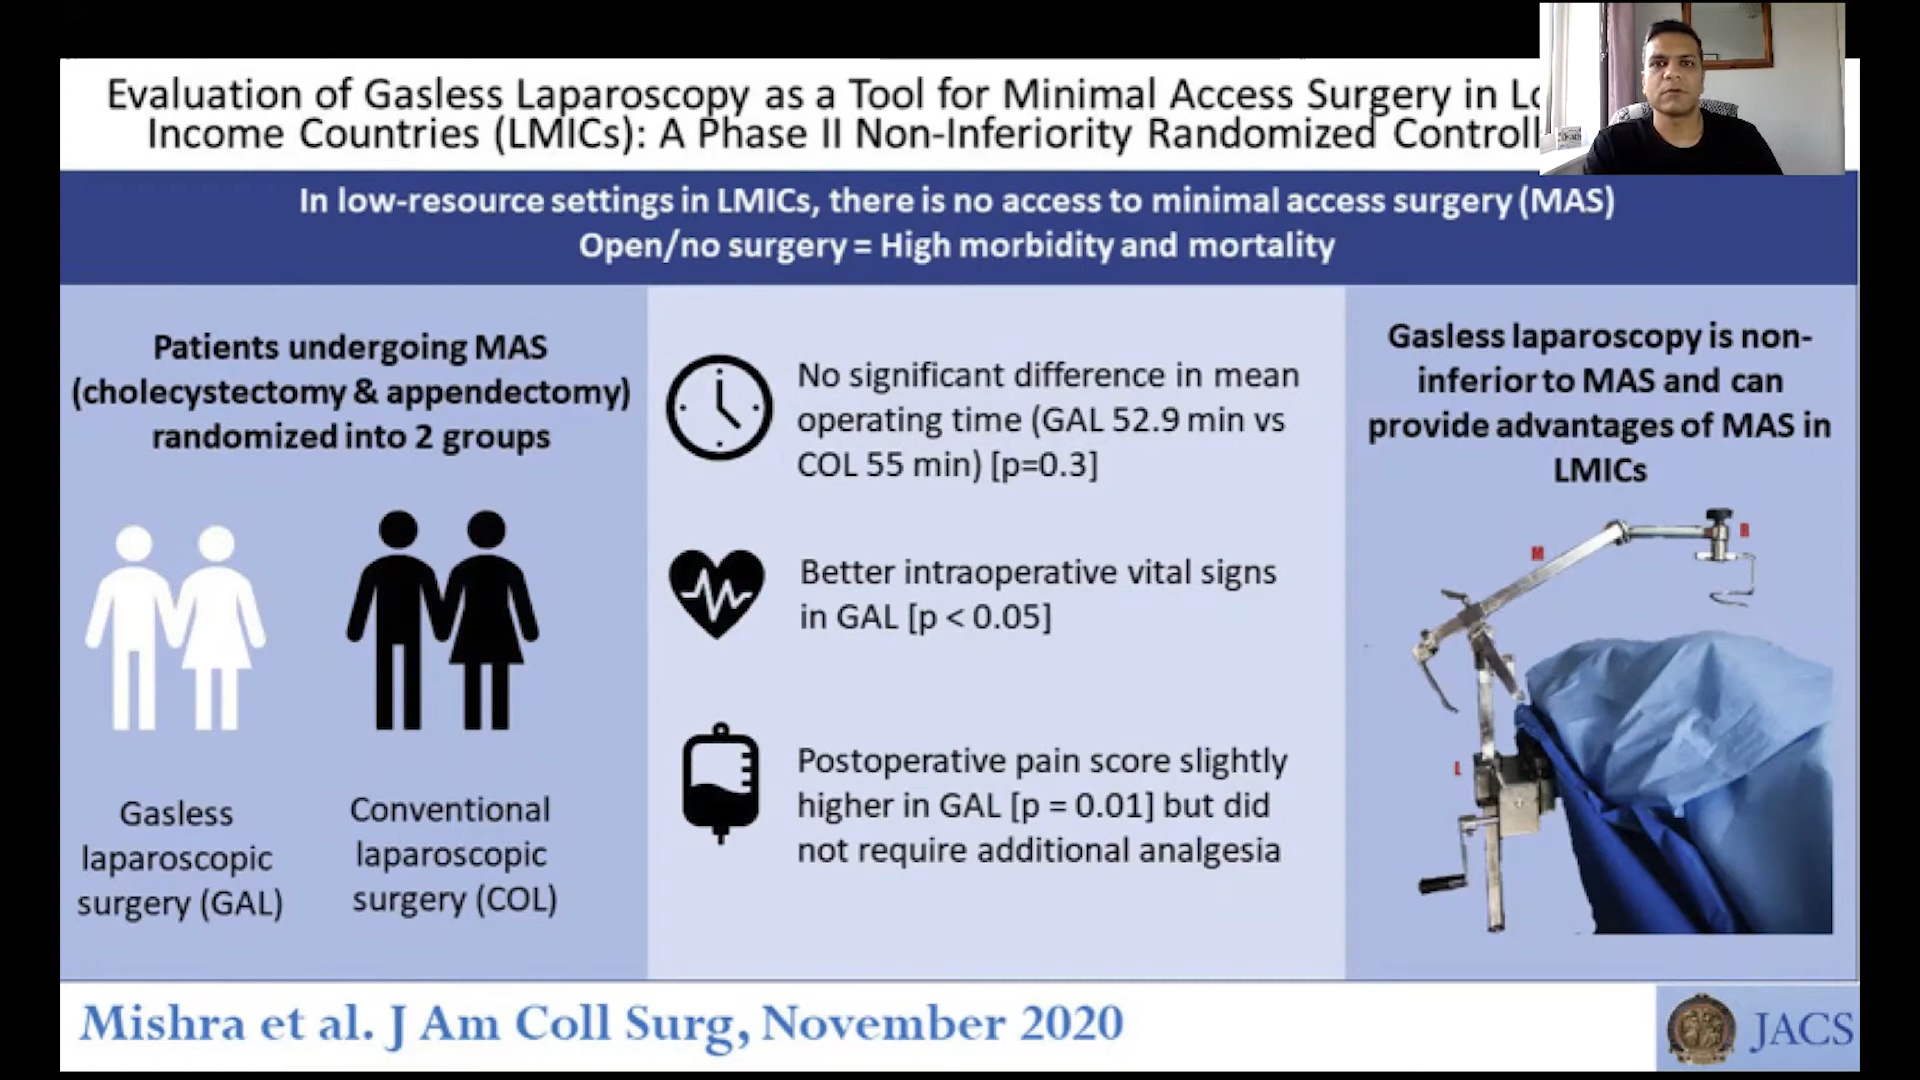 Evaluation of Gasless Laparoscopy as a Tool for Minimal Access Surgery in
Income Countries (LMICs): A Phase II Non-Inferiority Randomized
In low-resource settings in LMICs, there is no access to minimal access surgery (MAS)
Open/no surgery = High morbidity and mortality
Patients undergoing MAS
(cholecystectomy & appendectomy)
randomized into 2 groups
Gasless
laparoscopic
surgery (GAL)
Conventional
laparoscopic
surgery (COL)
No significant difference in mean
operating time (GAL 52.9 min vs
COL 55 min) [p=0.3]
Better intraoperative vital signs
in GAL [p < 0.05]
Postoperative pain score slightly
higher in GAL [p = 0.01] but did
not require additional analgesia
Gasless laparoscopy is non-
inferior to MAS and can
provide advantages of MAS in
LMICs
M
B
L
Mishra et al. J Am Coll Surg, November 2020
JACS